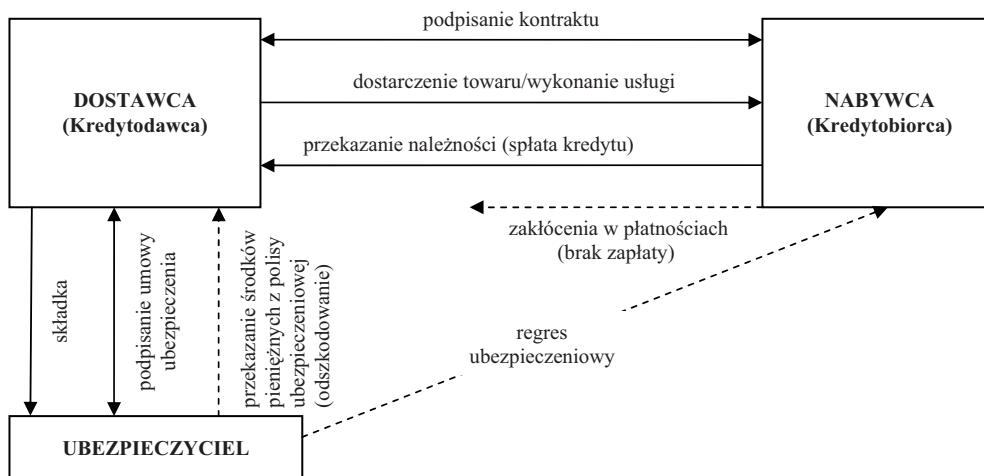 podpisanie kontraktu
dostarczenie towaru/wykonanie usługi
DOSTAWCA
(Kredytodawca)
NABYWCA
(Kredytobiorca)
przekazanie należności (spłata kredytu)
zakłócenia w płatnościach
(brak zapłaty)
składka
podpisanie umowy
ubezpieczenia
przekazanie środków
pieniężnych z polisy
ubezpieczeniowej
(odszkodowanie)
regres
ubezpieczeniowy
UBEZPIECZYCIEL